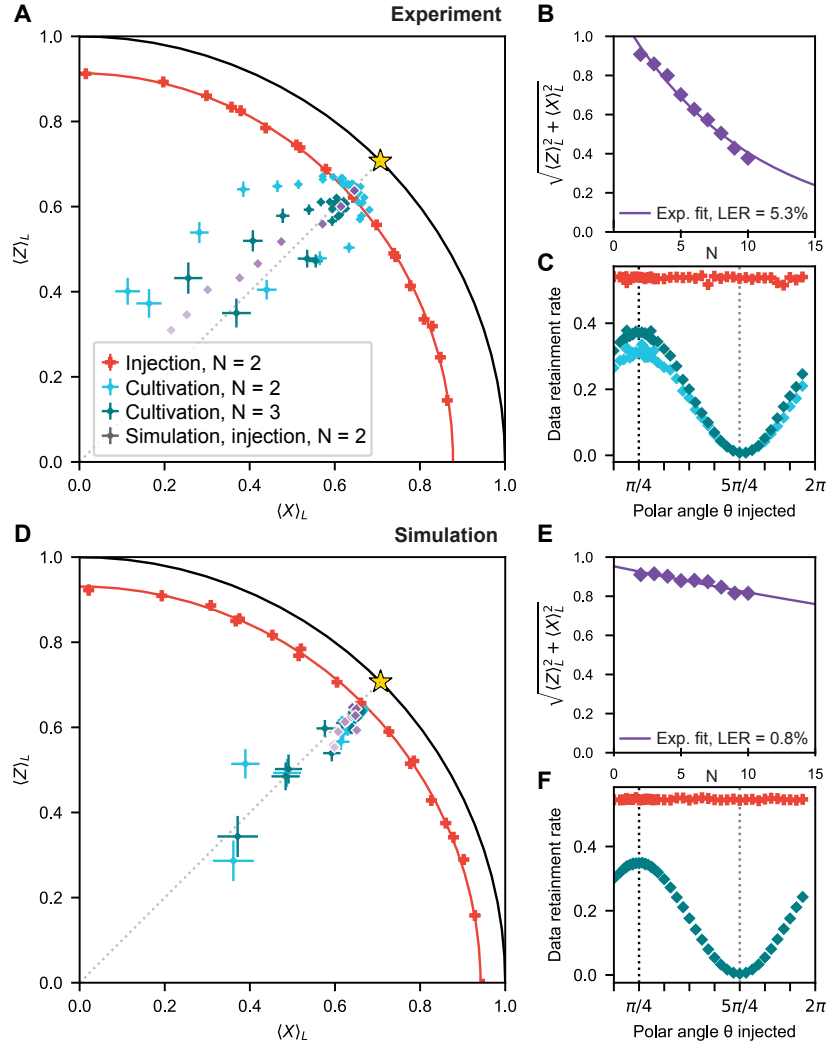 A
Experiment
1.0
0.8
0.6
0.4
0.2
0.0
⟨Z⟩L
0.0 0.2 0.4 0.6 0.8 1.0
⟨X⟩L
Injection, N = 2
Cultivation, N = 2
Cultivation, N = 3
Simulation, injection, N = 2
B
1.0
0.8
0.6
0.4
0.2
0.0
√⟨Z⟩²L + ⟨X⟩²L
Exp. fit, LER = 5.3%
0 5 10 15
N
C
0.4
0.2
0.0
Data retainment rate
π/4 5π/4 2π
Polar angle θ injected
D
Simulation
1.0
0.8
0.6
0.4
0.2
0.0
⟨Z⟩L
0.0 0.2 0.4 0.6 0.8 1.0
⟨X⟩L
E
1.0
0.8
0.6
0.4
0.2
0.0
√⟨Z⟩²L + ⟨X⟩²L
Exp. fit, LER = 0.8%
0 5 10 15
N
F
0.4
0.2
0.0
Data retainment rate
π/4 5π/4 2π
Polar angle θ injected